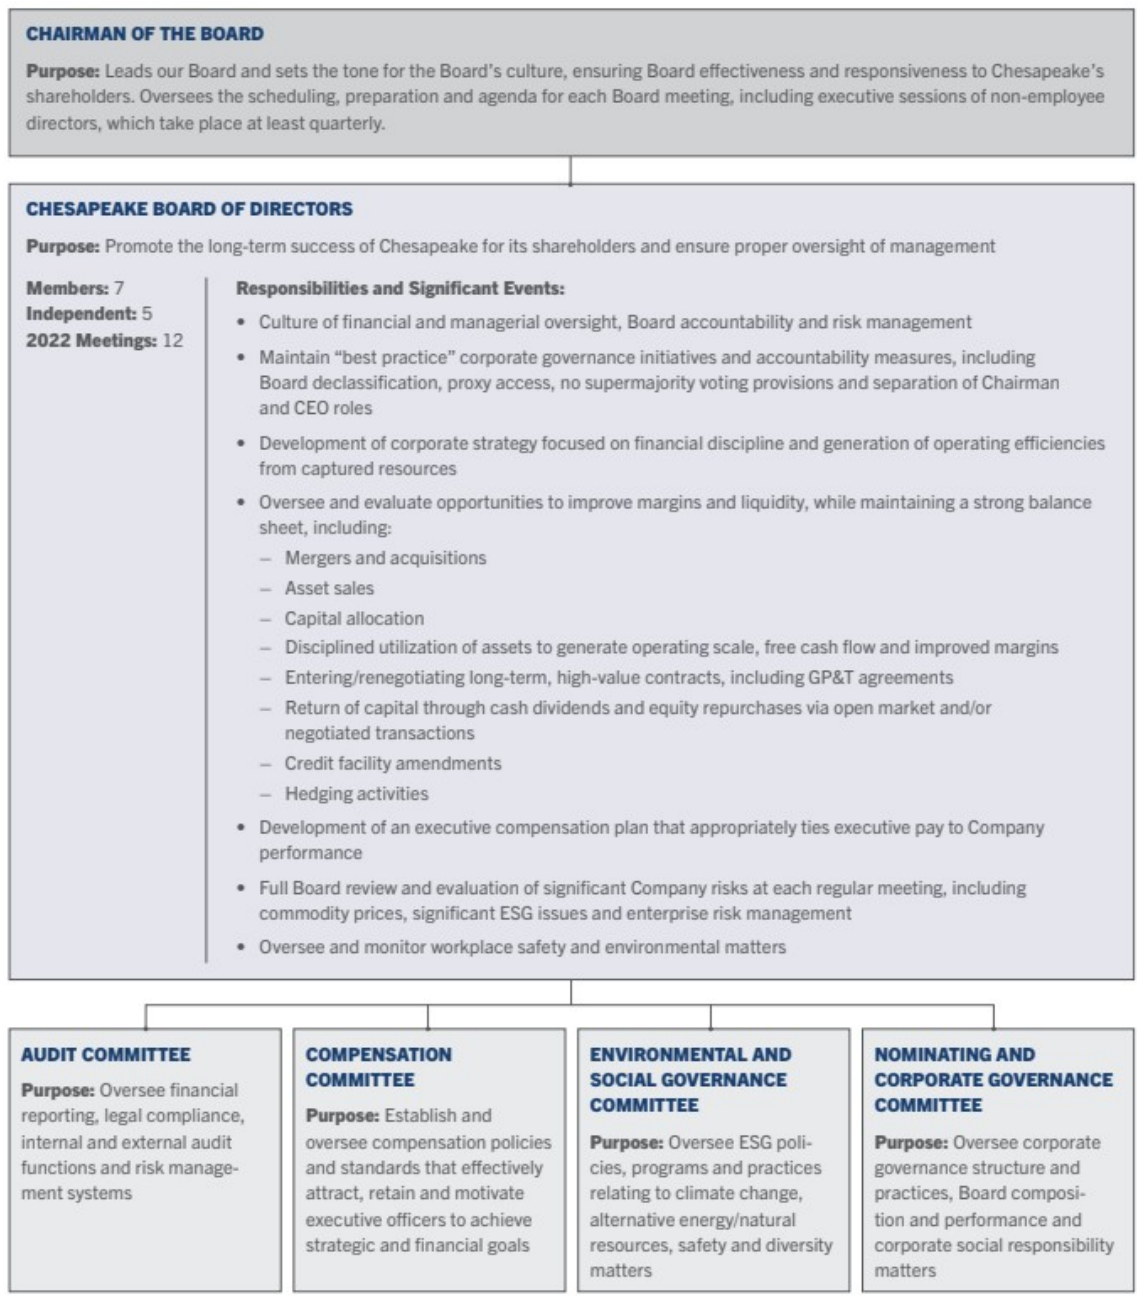 CHAIRMAN OF THE BOARD
Purpose: Leads our Board and sets the tone for the Board's culture, ensuring Board effectiveness and responsiveness to Chesapeake's
shareholders. Oversees the scheduling, preparation and agenda for each Board meeting, including executive sessions of non-employee
directors, which take place at least quarterly.
CHESAPEAKE BOARD OF DIRECTORS
Purpose: Promote the long-term success of Chesapeake for its shareholders and ensure proper oversight of management
Members: 7
Independent: 5
2022 Meetings: 12
Responsibilities and Significant Events:
• Culture of financial and managerial oversight, Board accountability and risk management
• Maintain “best practice” corporate governance initiatives and accountability measures, including
Board declassification, proxy access, no supermajority voting provisions and separation of Chairman
and CEO roles
• Development of corporate strategy focused on financial discipline and generation of operating efficiencies
from captured resources
• Oversee and evaluate opportunities to improve margins and liquidity, while maintaining a strong balance
sheet, including:
– Mergers and acquisitions
– Asset sales
– Capital allocation
– Disciplined utilization of assets to generate operating scale, free cash flow and improved margins
– Entering/renegotiating long-term, high-value contracts, including GP&T agreements
– Return of capital through cash dividends and equity repurchases via open market and/or
negotiated transactions
– Credit facility amendments
– Hedging activities
• Development of an executive compensation plan that appropriately ties executive pay to Company
performance
• Full Board review and evaluation of significant Company risks at each regular meeting, including
commodity prices, significant ESG issues and enterprise risk management
• Oversee and monitor workplace safety and environmental matters
AUDIT COMMITTEE
Purpose: Oversee financial
reporting, legal compliance,
internal and external audit
functions and risk manage-
ment systems
COMPENSATION
COMMITTEE
Purpose: Establish and
oversee compensation policies
and standards that effectively
attract, retain and motivate
executive officers to achieve
strategic and financial goals
ENVIRONMENTAL AND
SOCIAL GOVERNANCE
COMMITTEE
Purpose: Oversee ESG poli-
cies, programs and practices
relating to climate change,
alternative energy/natural
resources, safety and diversity
matters
NOMINATING AND
CORPORATE GOVERNANCE
COMMITTEE
Purpose: Oversee corporate
governance structure and
practices, Board composi-
tion and performance and
corporate social responsibility
matters